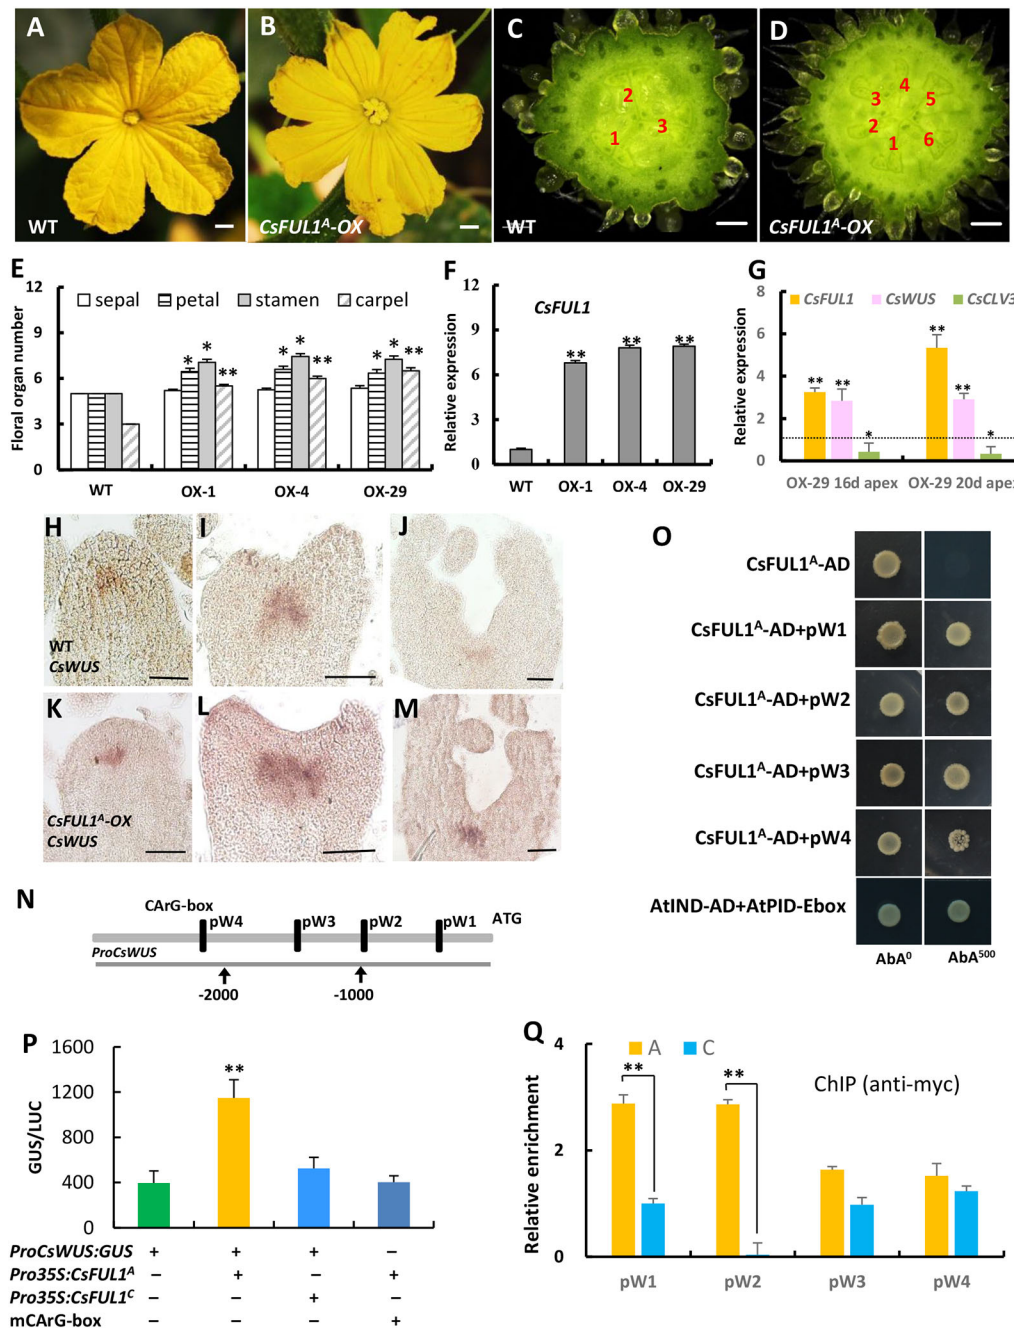 A
WT
B
CsFUL1ᴬ-OX
C
2
1
3
WT
D
4
3
5
2
1
6
CsFUL1ᴬ-OX
E
sepal petal stamen carpel
Floral organ number
12
9
6
3
0
* * **
* * **
* * **
WT OX-1 OX-4 OX-29
F
CsFUL1
Relative expression
12
9
6
3
0
** ** **
WT OX-1 OX-4 OX-29
G
CsFUL1 CsWUS CsCLV3
Relative expression
8
6
4
2
0
** ** *
** ** *
OX-29 16d apex OX-29 20d apex
H
WT
CsWUS
I
J
K
CsFUL1ᴬ-OX
CsWUS
L
M
N
CArG-box
pW4 pW3 pW2 pW1 ATG
ProCsWUS
-2000 -1000
O
CsFUL1ᴬ-AD
CsFUL1ᴬ-AD+pW1
CsFUL1ᴬ-AD+pW2
CsFUL1ᴬ-AD+pW3
CsFUL1ᴬ-AD+pW4
AtIND-AD+AtPID-Ebox
AbA⁰ AbA⁵⁰⁰
P
GUS/LUC
1600
1200
800
400
0
**
ProCsWUS:GUS + + + –
Pro35S:CsFUL1ᴬ – + – +
Pro35S:CsFUL1ᶜ – – + –
mCArG-box – – – +
Q
A C
ChIP (anti-myc)
Relative enrichment
4
2
0
** **
pW1 pW2 pW3 pW4